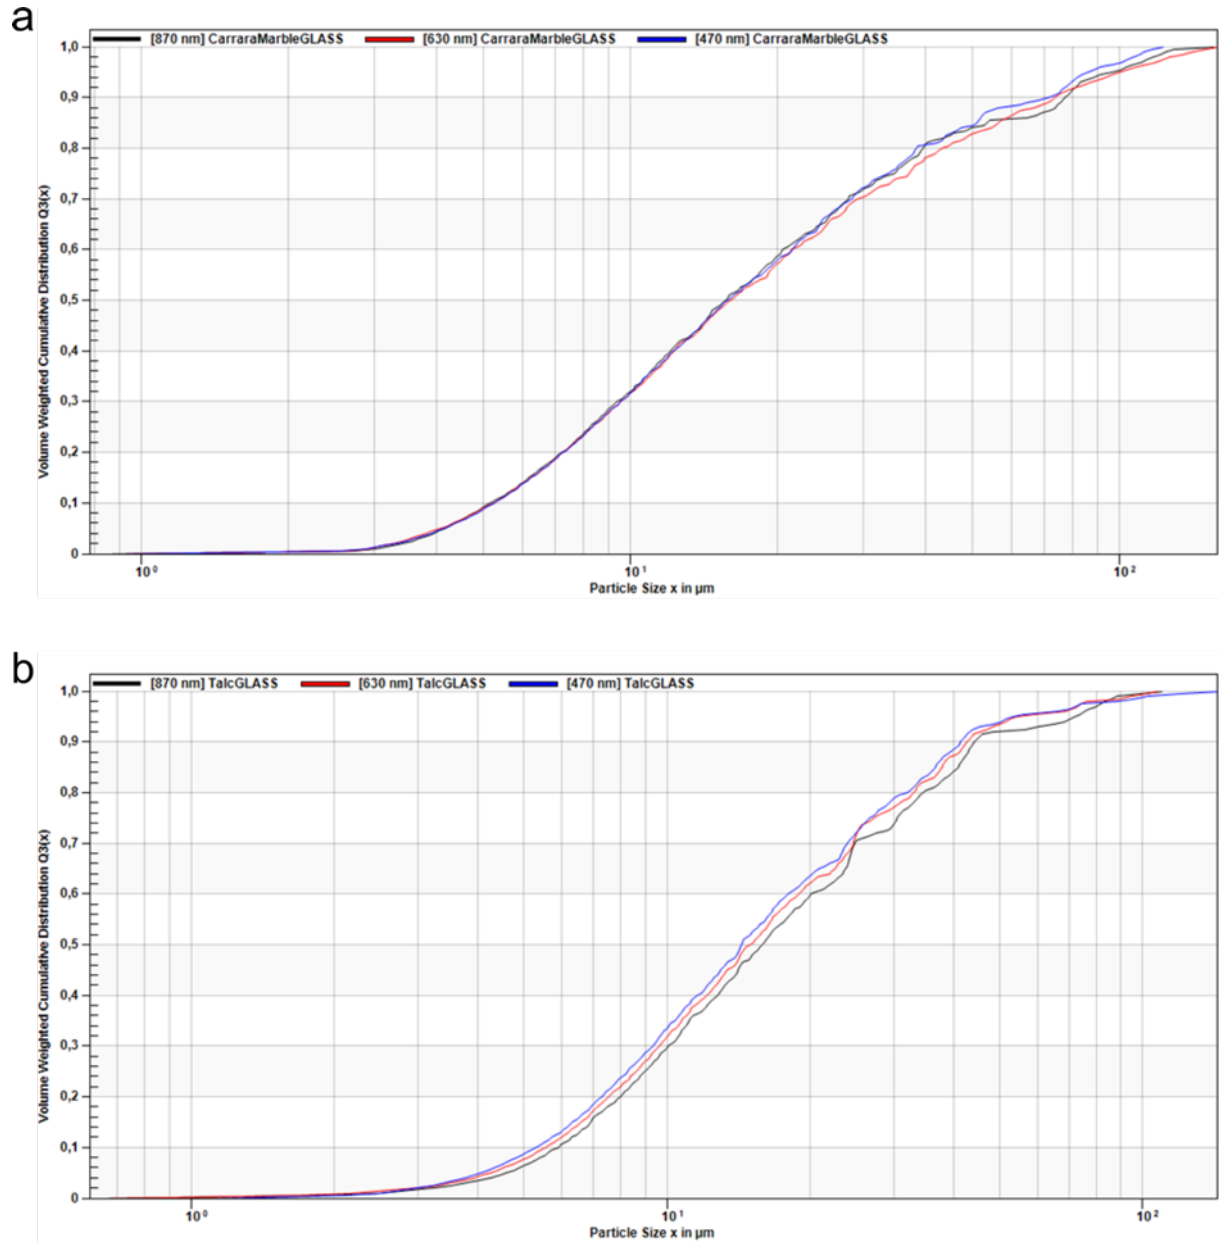 a
[870 nm] CarraraMarbleGLASS [630 nm] CarraraMarbleGLASS [470 nm] CarraraMarbleGLASS
Volume Weighted Cumulative Distribution Q3(x)
1,0
0,9
0,8
0,7
0,6
0,5
0,4
0,3
0,2
0,1
0
10⁰ 10¹ 10²
Particle Size x in µm
b
[870 nm] TalcGLASS [630 nm] TalcGLASS [470 nm] TalcGLASS
Volume Weighted Cumulative Distribution Q3(x)
1,0
0,9
0,8
0,7
0,6
0,5
0,4
0,3
0,2
0,1
0
10⁰ 10¹ 10²
Particle Size x in µm